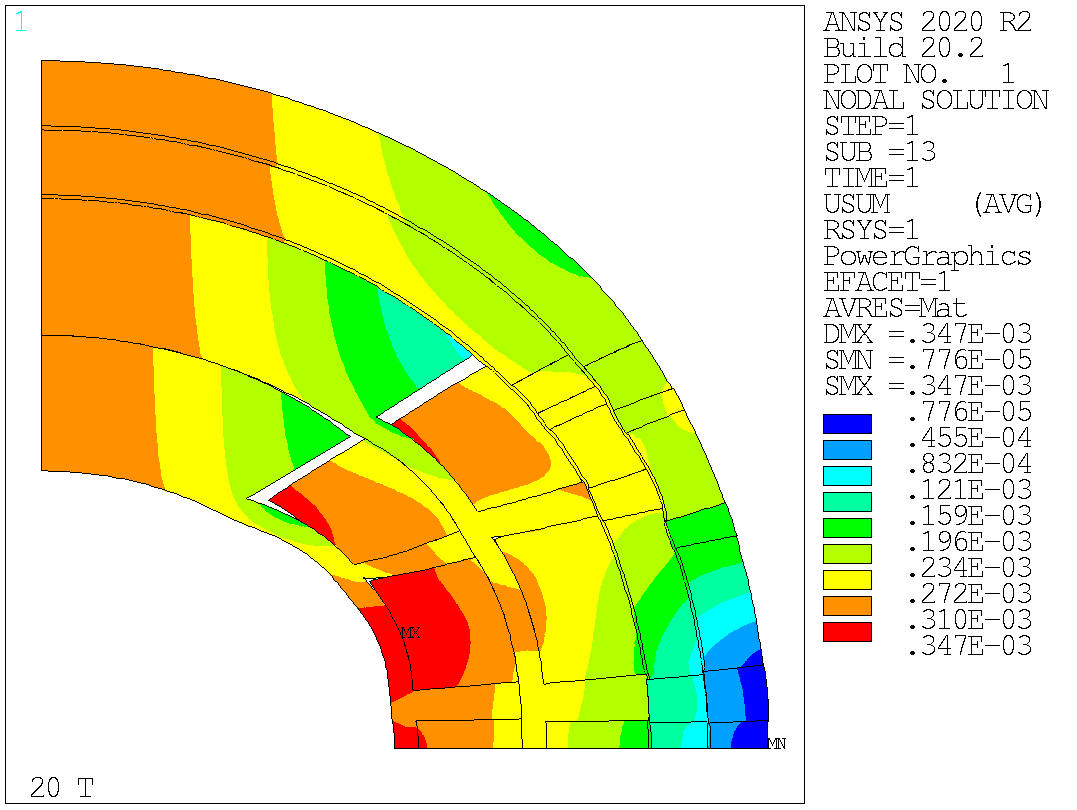 1
ANSYS 2020 R2
Build 20.2
PLOT NO. 1
NODAL SOLUTION
STEP=1
SUB =13
TIME=1
USUM (AVG)
RSYS=1
PowerGraphics
EFACET=1
AVRES=Mat
DMX =.347E-03
SMN =.776E-05
SMX =.347E-03
.776E-05
.455E-04
.832E-04
.121E-03
.159E-03
.196E-03
.234E-03
.272E-03
.310E-03
.347E-03
MX
MN
20 T